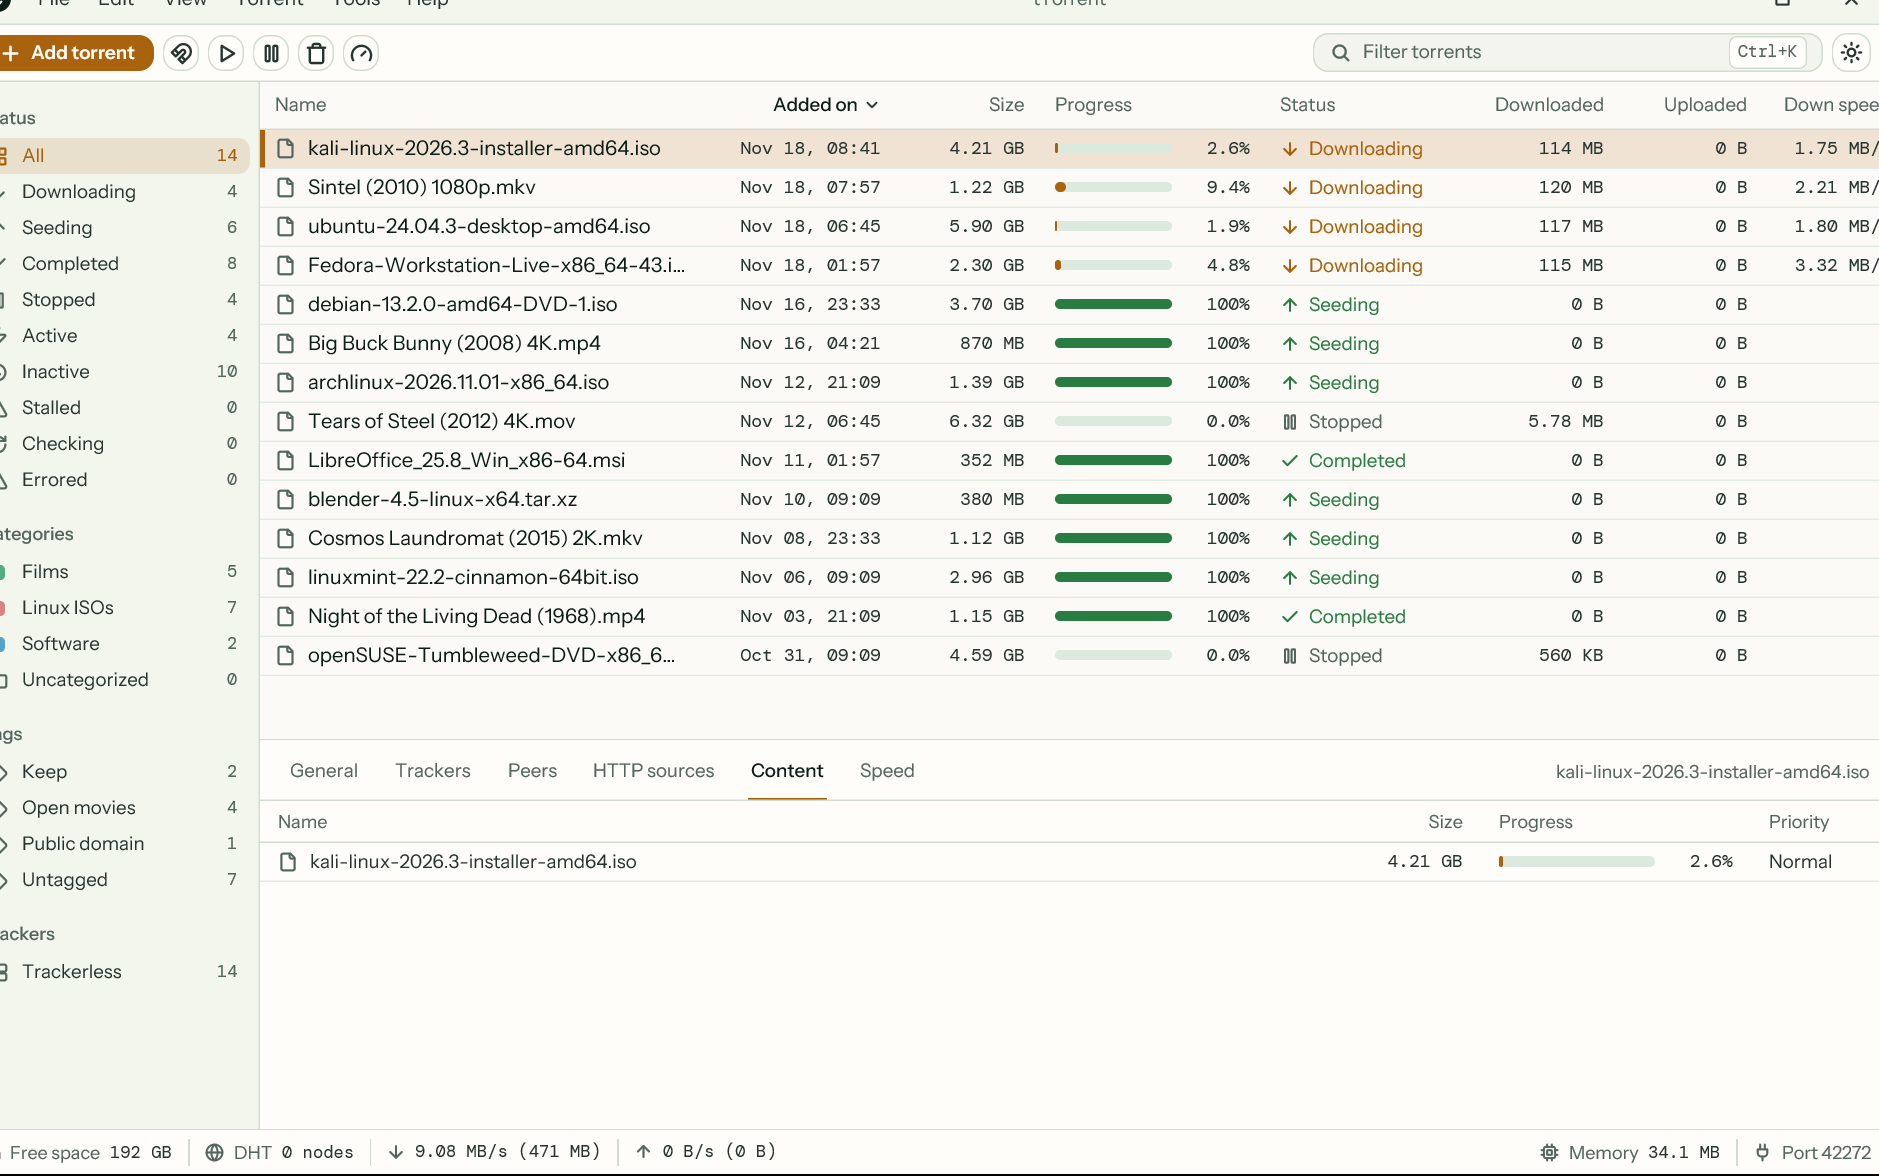 File Edit View Torrent Tools Help
Add torrent Filter torrents Ctrl+K
Name Added on Size Progress Status Downloaded Uploaded Down spee
kali-linux-2026.3-installer-amd64.iso Nov 18, 08:41 4.21 GB 2.6% Downloading 114 MB 0 B 1.75 MB/
Sintel (2010) 1080p.mkv Nov 18, 07:57 1.22 GB 9.4% Downloading 120 MB 0 B 2.21 MB/
ubuntu-24.04.3-desktop-amd64.iso Nov 18, 06:45 5.90 GB 1.9% Downloading 117 MB 0 B 1.80 MB/
Fedora-Workstation-Live-x86_64-43.i... Nov 18, 01:57 2.30 GB 4.8% Downloading 115 MB 0 B 3.32 MB/
debian-13.2.0-amd64-DVD-1.iso Nov 16, 23:33 3.70 GB 100% Seeding 0 B 0 B
Big Buck Bunny (2008) 4K.mp4 Nov 16, 04:21 870 MB 100% Seeding 0 B 0 B
archlinux-2026.11.01-x86_64.iso Nov 12, 21:09 1.39 GB 100% Seeding 0 B 0 B
Tears of Steel (2012) 4K.mov Nov 12, 06:45 6.32 GB 0.0% Stopped 5.78 MB 0 B
LibreOffice_25.8_Win_x86-64.msi Nov 11, 01:57 352 MB 100% Completed 0 B 0 B
blender-4.5-linux-x64.tar.xz Nov 10, 09:09 380 MB 100% Seeding 0 B 0 B
Cosmos Laundromat (2015) 2K.mkv Nov 08, 23:33 1.12 GB 100% Seeding 0 B 0 B
linuxmint-22.2-cinnamon-64bit.iso Nov 06, 09:09 2.96 GB 100% Seeding 0 B 0 B
Night of the Living Dead (1968).mp4 Nov 03, 21:09 1.15 GB 100% Completed 0 B 0 B
openSUSE-Tumbleweed-DVD-x86_6... Oct 31, 09:09 4.59 GB 0.0% Stopped 560 KB 0 B
atus
All 14
Downloading 4
Seeding 6
Completed 8
Stopped 4
Active 4
Inactive 10
Stalled 0
Checking 0
Errored 0
ategories
Films 5
Linux ISOs 7
Software 2
Uncategorized 0
ags
Keep 2
Open movies 4
Public domain 1
Untagged 7
ackers
Trackerless 14
General Trackers Peers HTTP sources Content Speed kali-linux-2026.3-installer-amd64.iso
Name Size Progress Priority
kali-linux-2026.3-installer-amd64.iso 4.21 GB 2.6% Normal
Free space 192 GB DHT 0 nodes 9.08 MB/s (471 MB) 0 B/s (0 B) Memory 34.1 MB Port 42272